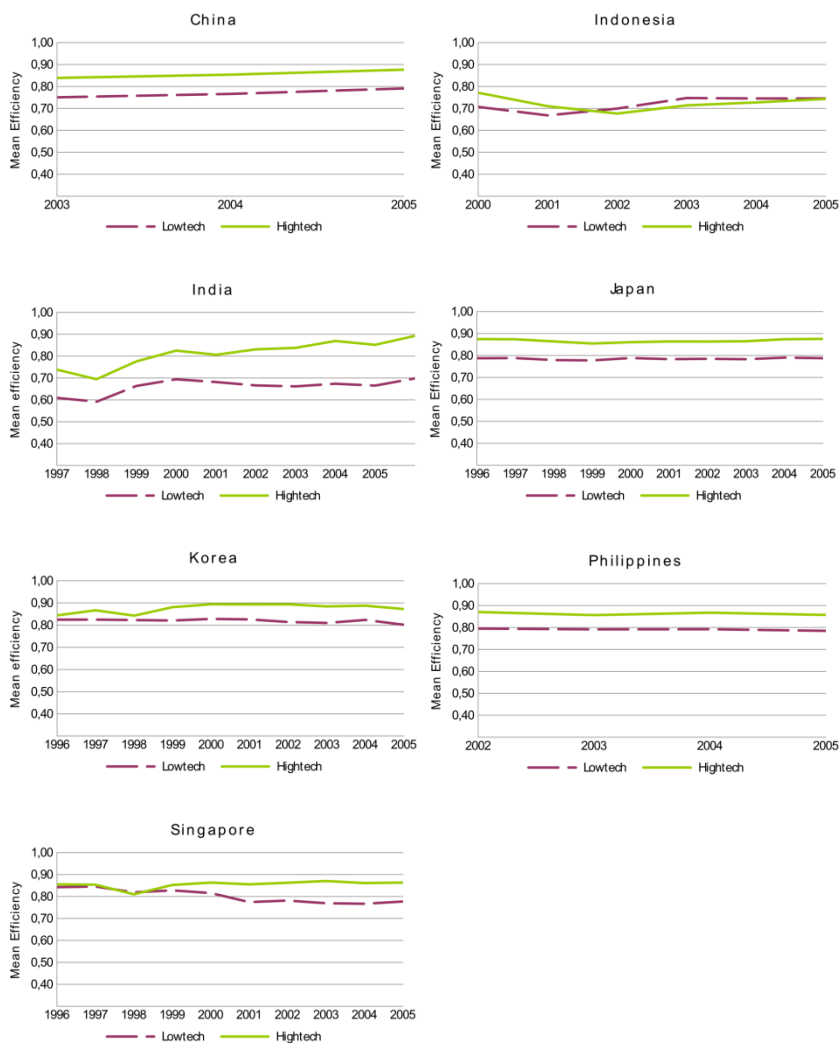 China
1,00
0,90
0,80
0,70
0,60
0,50
0,40
Mean Efficiency
2003 2004 2005
Lowtech Hightech
Indonesia
1,00
0,90
0,80
0,70
0,60
0,50
0,40
Mean Efficiency
2000 2001 2002 2003 2004 2005
Lowtech Hightech
India
1,00
0,90
0,80
0,70
0,60
0,50
0,40
Mean efficiency
1997 1998 1999 2000 2001 2002 2003 2004 2005
Lowtech Hightech
Japan
1,00
0,90
0,80
0,70
0,60
0,50
0,40
Mean Efficiency
1996 1997 1998 1999 2000 2001 2002 2003 2004 2005
Lowtech Hightech
Korea
1,00
0,90
0,80
0,70
0,60
0,50
0,40
Mean efficiency
1996 1997 1998 1999 2000 2001 2002 2003 2004 2005
Lowtech Hightech
Philippines
1,00
0,90
0,80
0,70
0,60
0,50
0,40
Mean Efficiency
2002 2003 2004 2005
Lowtech Hightech
Singapore
1,00
0,90
0,80
0,70
0,60
0,50
0,40
Mean Efficiency
1996 1997 1998 1999 2000 2001 2002 2003 2004 2005
Lowtech Hightech